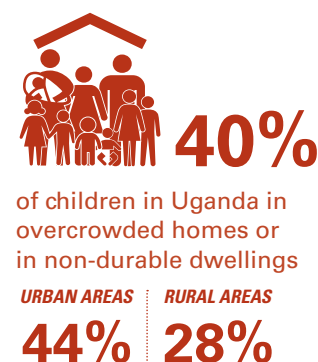 40%
of children in Uganda in
overcrowded homes or
in non-durable dwellings
URBAN AREAS RURAL AREAS
44% 28%